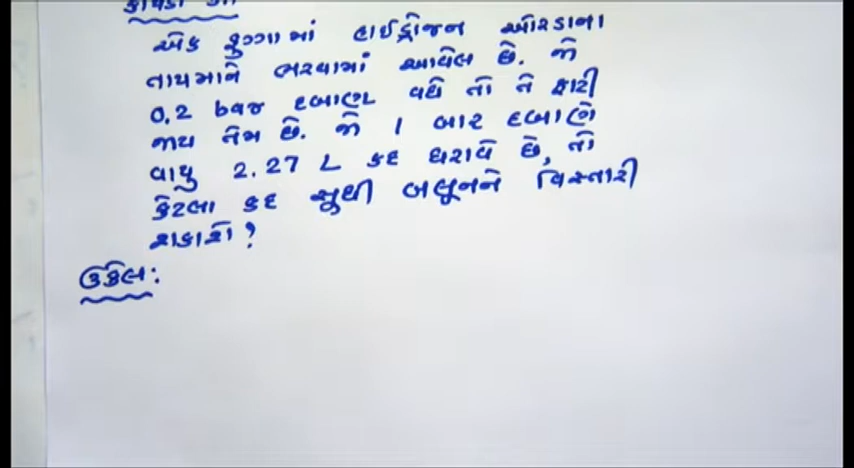 એક ફુગ્ગામાં હાઈડ્રોજન ઓરડાના
તાપમાને ભરવામાં આવેલ છે. જો
0.2 bar દબાણ વધે તો તે ફાટી
જાય તેમ છે. જો 1 બાર દબાણે
વાયુ 2.27 L કદ ધરાવે છે, તો
કેટલા કદ સુધી બલૂનને વિસ્તારી
શકાશે?
ઉકેલ: